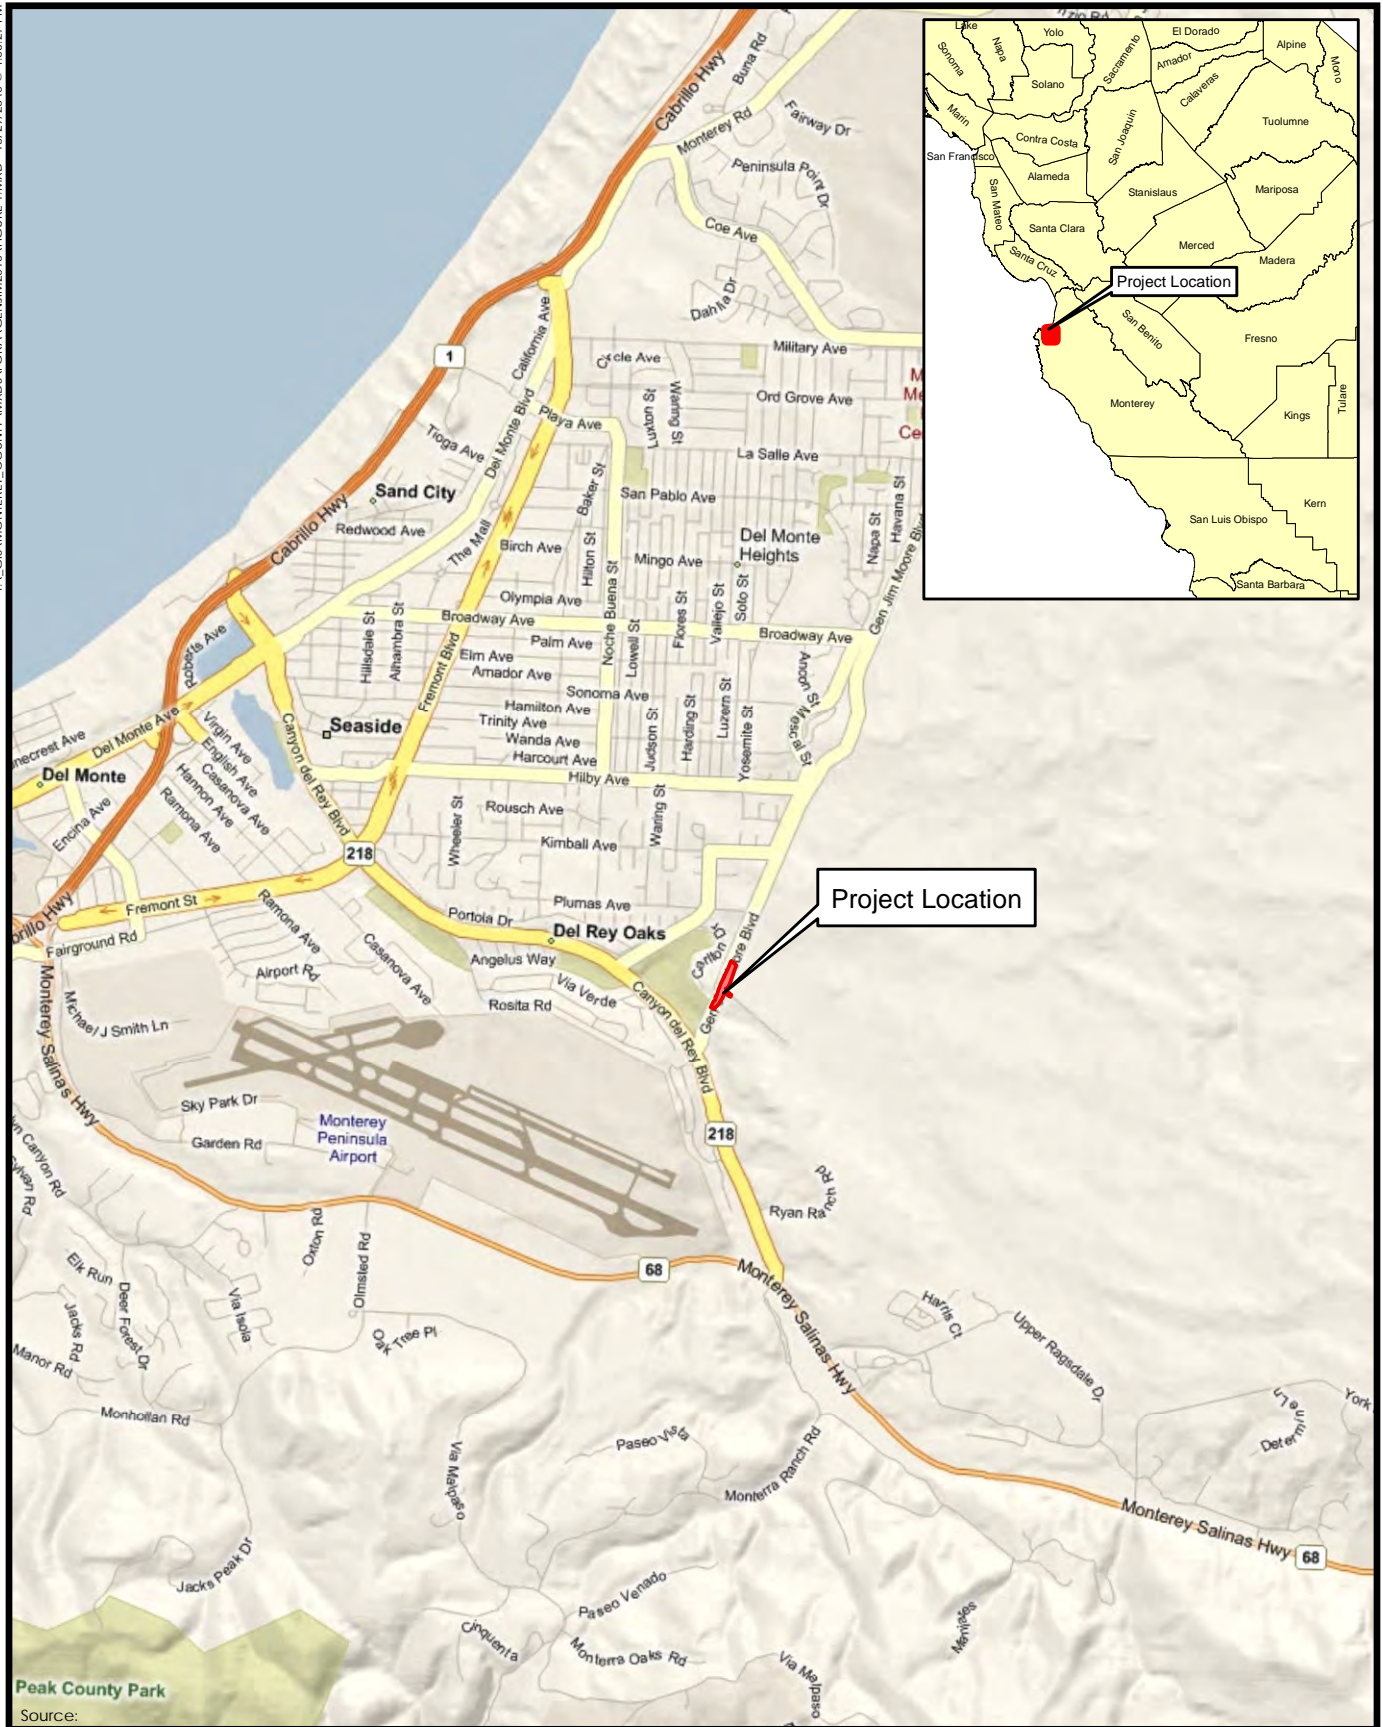 Cabrillo Hwy
Buna Rd
Monterey Rd
Fairway Dr
Peninsula Point Dr
Coe Ave
Dahlia Dr
California Ave
Military Ave
1
Circle Ave
Luxton St
Waring St
Ord Grove Ave
Del Monte Blvd
Playa Ave
Tioga Ave
La Salle Ave
Sand City
Baker St
San Pablo Ave
Cabrillo Hwy
Redwood Ave
The Mall
Birch Ave
Hilton St
Mingo Ave
Del Monte
Heights
Napa St
Havana St
Gen Jim Moore Blvd
Noche Buena St
Olympia Ave
Broadway Ave
Flores St
Vallejo St
Soto St
Broadway Ave
Roberts Ave
Hillsdale St
Alhambra St
Fremont Blvd
Palm Ave
Lowell St
Elm Ave
Amador Ave
Sonoma Ave
Ancon St
Mescal St
Hamilton Ave
Trinity Ave
Wanda Ave
Harcourt Ave
Judson St
Harding St
Luzern St
Yosemite St
Hilby Ave
Seaside
Canyon del Rey Blvd
Del Monte Ave
Virgin Ave
English Ave
Casanova Ave
Hannon Ave
Ramona Ave
Del Monte
Encina Ave
Rousch Ave
Wheeler St
Waring St
Kimball Ave
218
Fremont St
Fairground Rd
Ramona Ave
Casanova Ave
Airport Rd
Portola Dr
Plumas Ave
Del Rey Oaks
Angelus Way
Via Verde
Rosita Rd
Carlton Dr
Project Location
Canyon del Rey Blvd
Michael J Smith Ln
Monterey Salinas Hwy
Sky Park Dr
Garden Rd
Monterey
Peninsula
Airport
218
Ryan Ranch Rd
Oxton Rd
Olmsted Rd
68
Monterey Salinas Hwy
Elk Run
Deer Forest Dr
Jacks Rd
Via Isola
Oak Tree Pl
Manor Rd
Monhollan Rd
Harris Ct
Upper Ragsdale Dr
York
Paseo Vista
Monterra Ranch Rd
Via Malpaso
Monterey Salinas Hwy
68
Jacks Peak Dr
Paseo Venado
Cinquenta
Monterra Oaks Rd
Via Malpaso
Manjares
Peak County Park
Source:
Lake
Sonoma
Napa
Yolo
Solano
Sacramento
El Dorado
Amador
Alpine
Mono
Calaveras
Marin
Contra Costa
San Joaquin
Tuolumne
San Francisco
Alameda
San Mateo
Stanislaus
Mariposa
Santa Clara
Merced
Santa Cruz
Madera
Project Location
San Benito
Fresno
Monterey
Kings
Tulare
San Luis Obispo
Kern
Santa Barbara